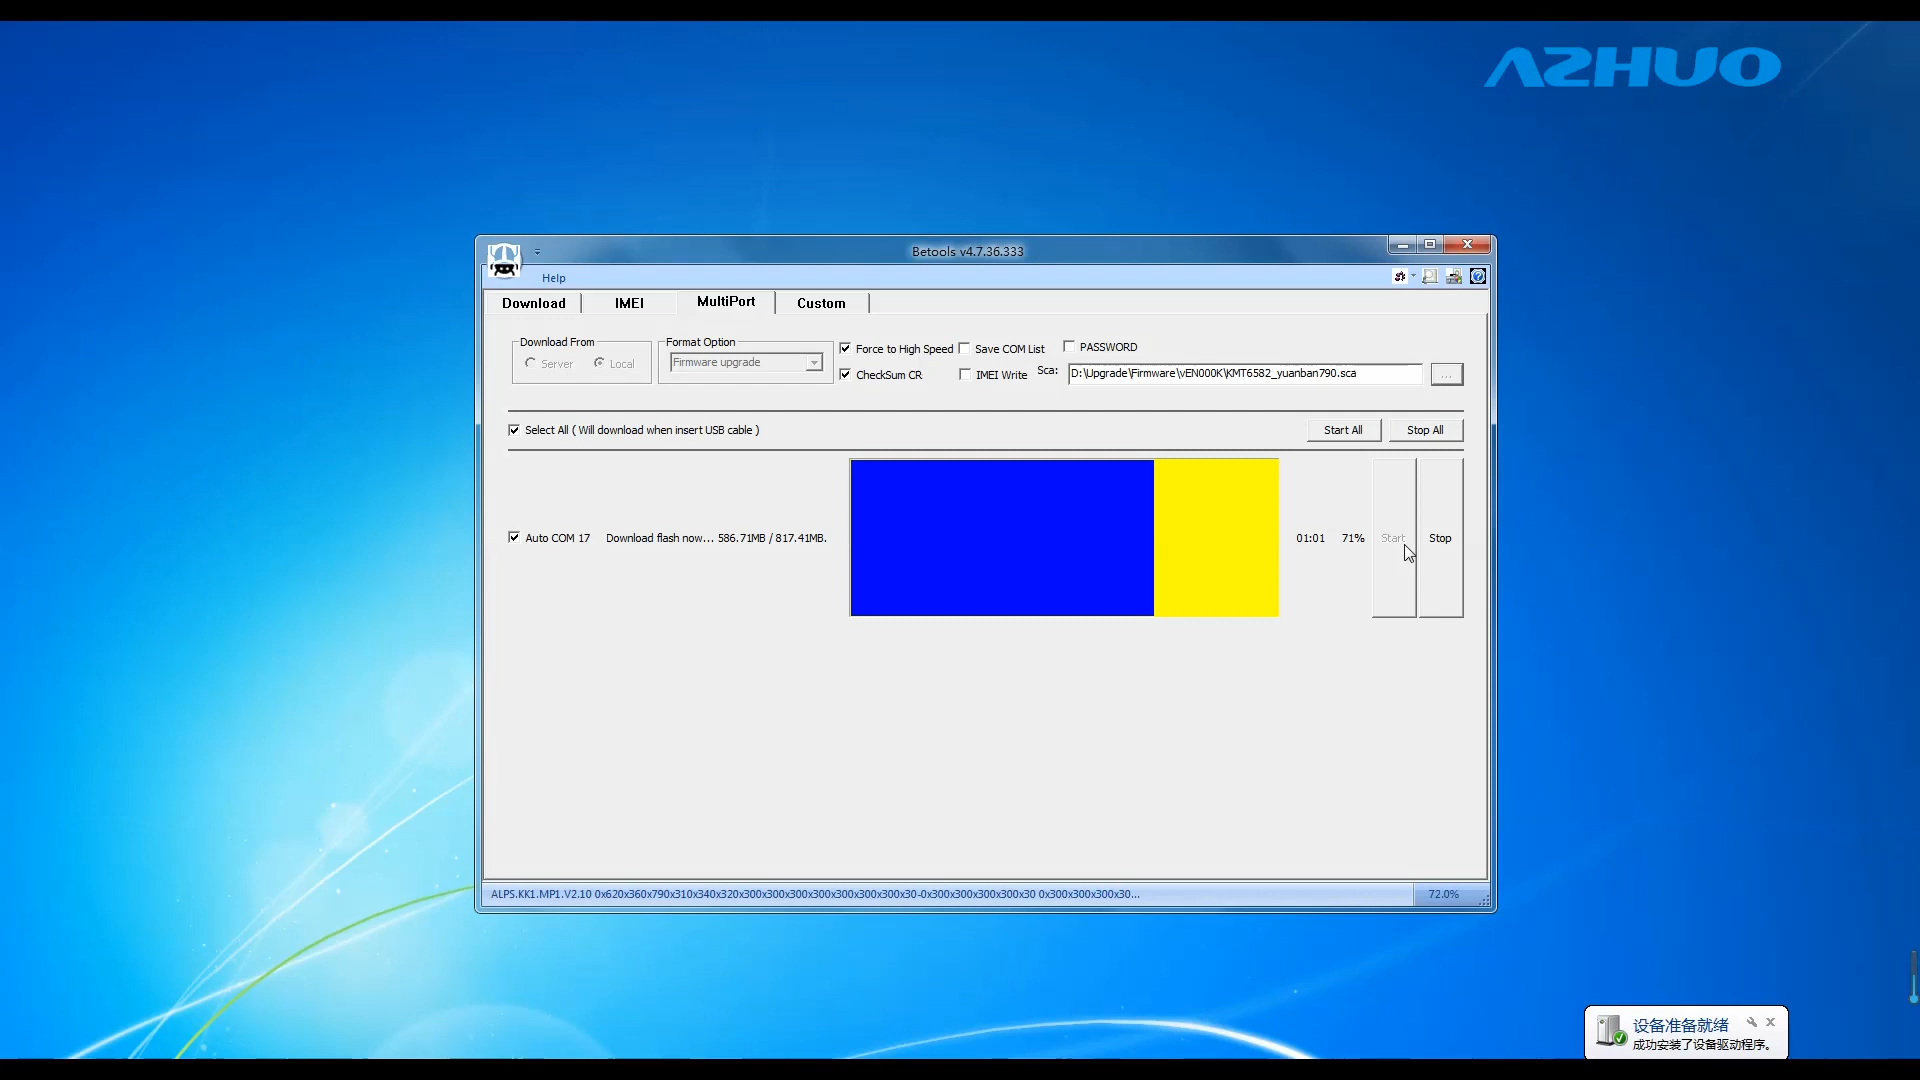 AZHUO
Betools v4.7.36.333
Help
Download IMEI MultiPort Custom
Download From
Server Local
Format Option
Firmware upgrade
Force to High Speed Save COM List PASSWORD
CheckSum CR IMEI Write Sca: D:\Upgrade\Firmware\vEN000K\KMT6582_yuanban790.sca ...
Select All ( Will download when insert USB cable ) Start All Stop All
Auto COM 17 Download flash now... 586.71MB / 817.41MB. 01:01 71% Start Stop
ALPS.KK1.MP1.V2.10 0x620x360x790x310x340x320x300x300x300x300x300x300x300x30-0x300x300x300x300x30 0x300x300x300x30... 72.0%
设备准备就绪
成功安装了设备驱动程序。